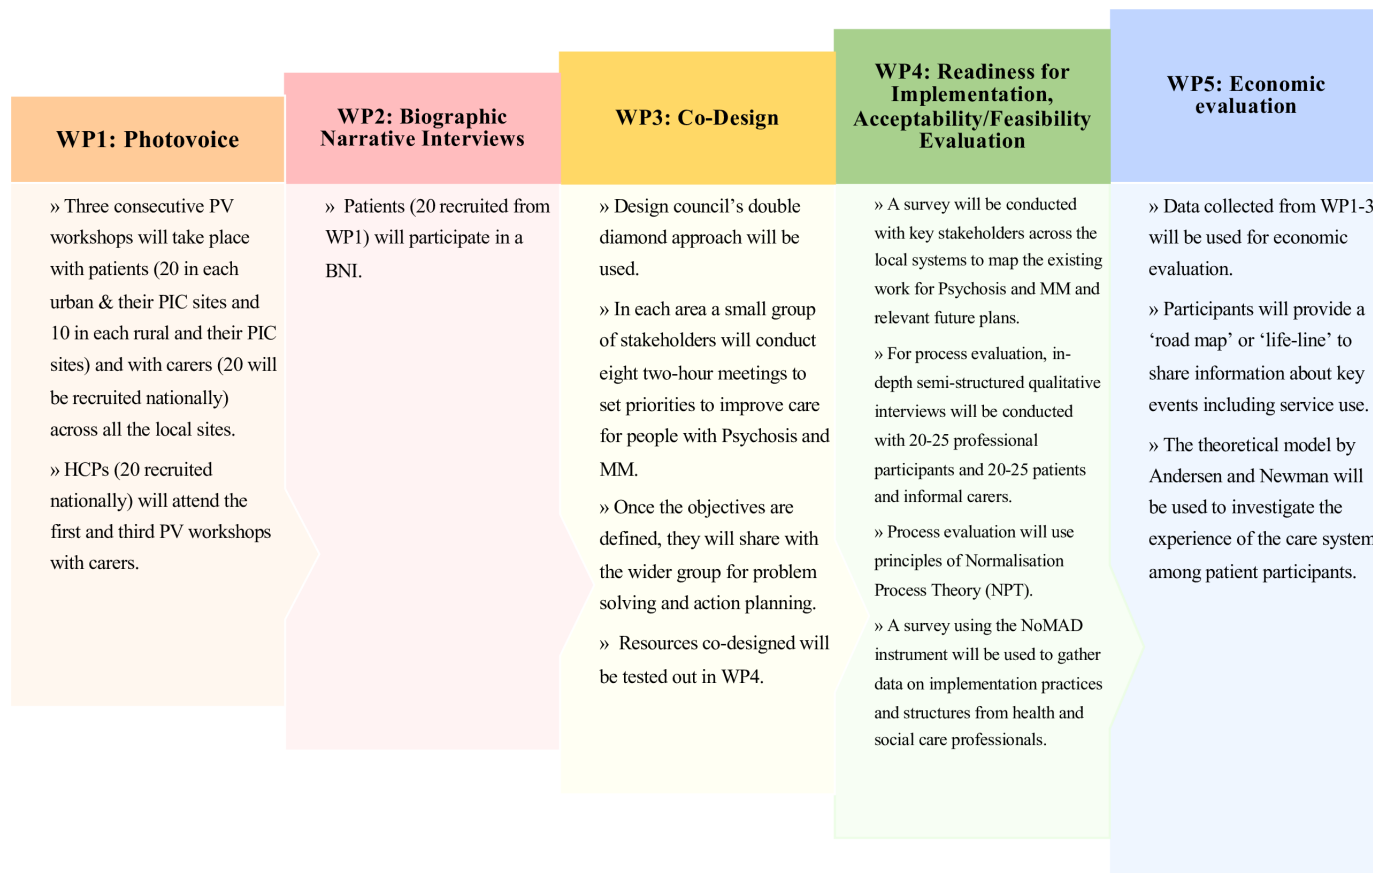 WP1: Photovoice
» Three consecutive PV
workshops will take place
with patients (20 in each
urban & their PIC sites and
10 in each rural and their PIC
sites) and with carers (20 will
be recruited nationally)
across all the local sites.
» HCPs (20 recruited
nationally) will attend the
first and third PV workshops
with carers.
WP2: Biographic
Narrative Interviews
» Patients (20 recruited from
WP1) will participate in a
BNI.
WP3: Co-Design
» Design council’s double
diamond approach will be
used.
» In each area a small group
of stakeholders will conduct
eight two-hour meetings to
set priorities to improve care
for people with Psychosis and
MM.
» Once the objectives are
defined, they will share with
the wider group for problem
solving and action planning.
» Resources co-designed will
be tested out in WP4.
WP4: Readiness for
Implementation,
Acceptability/Feasibility
Evaluation
» A survey will be conducted
with key stakeholders across the
local systems to map the existing
work for Psychosis and MM and
relevant future plans.
» For process evaluation, in-
depth semi-structured qualitative
interviews will be conducted
with 20-25 professional
participants and 20-25 patients
and informal carers.
» Process evaluation will use
principles of Normalisation
Process Theory (NPT).
» A survey using the NoMAD
instrument will be used to gather
data on implementation practices
and structures from health and
social care professionals.
WP5: Economic
evaluation
» Data collected from WP1-3
will be used for economic
evaluation.
» Participants will provide a
‘road map’ or ‘life-line’ to
share information about key
events including service use.
» The theoretical model by
Andersen and Newman will
be used to investigate the
experience of the care system
among patient participants.